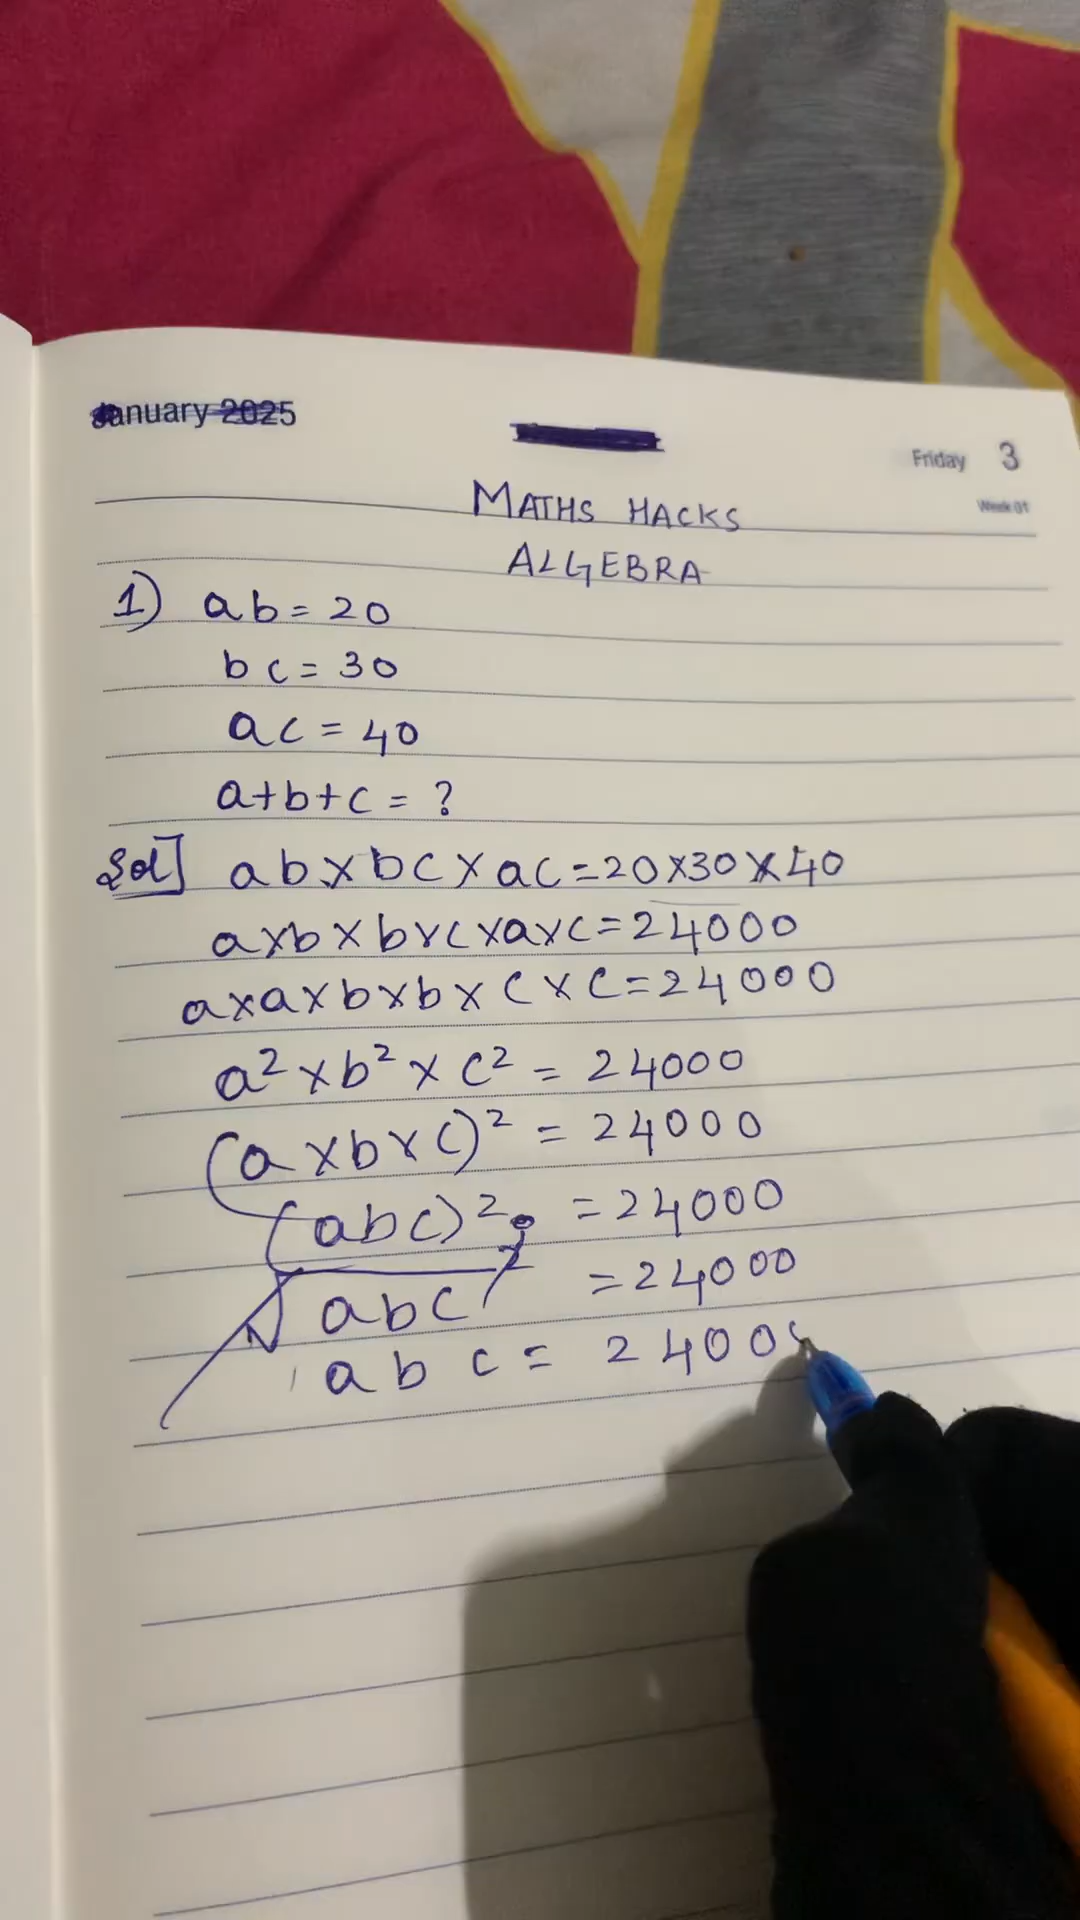 January 2025
Friday 3
Week 01
MATHS HACKS
ALGEBRA
1) ab = 20
bc = 30
ac = 40
a+b+c = ?
Sol] ab×bc×ac=20×30×40
a×b×b×c×a×c=24000
a×a×b×b×c×c=24000
a²×b²×c² = 24000
(a×b×c)² = 24000
(abc)² = 24000
√abc = 24000
abc = 2400